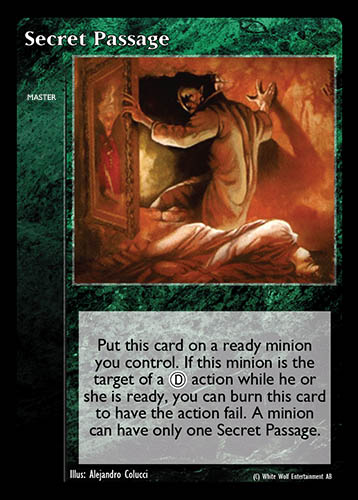 Secret Passage
MASTER
Put this card on a ready minion
you control. If this minion is the
target of a Ⓓ action while he or
she is ready, you can burn this card
to have the action fail. A minion
can have only one Secret Passage.
Illus: Alejandro Colucci
(C) White Wolf Entertainment AB